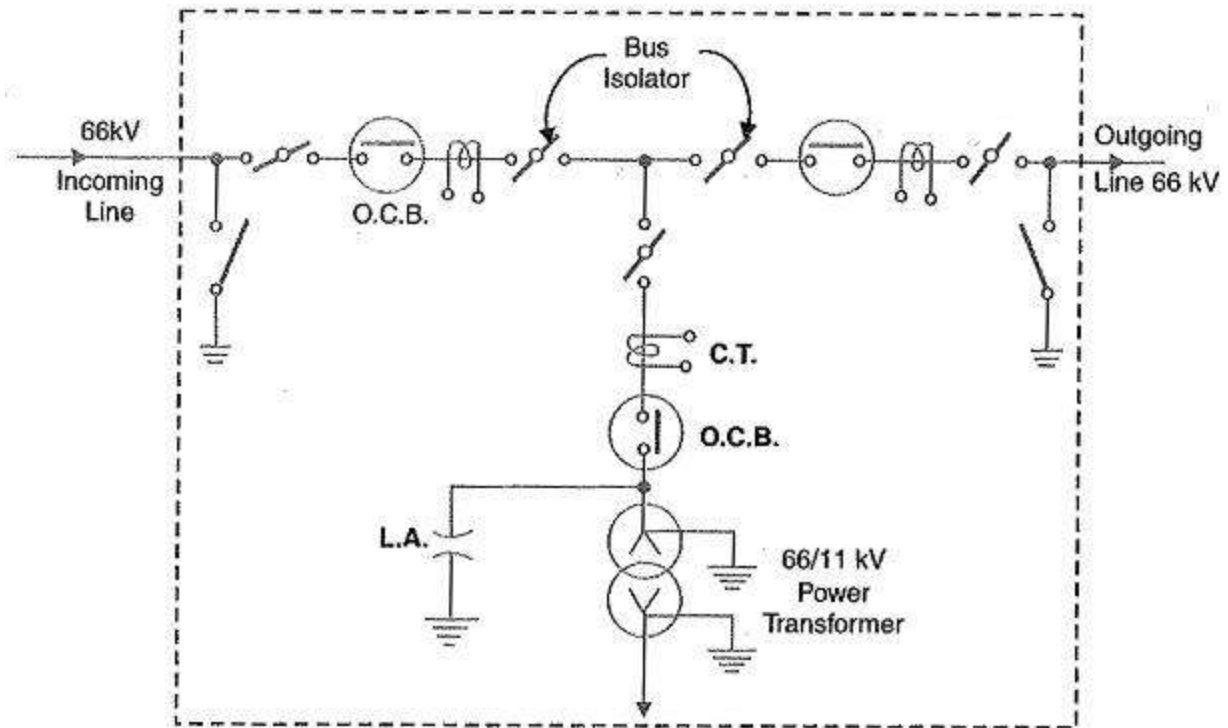 Bus
Isolator
66kV
Incoming
Line
O.C.B.
Outgoing
Line 66 kV
C.T.
O.C.B.
L.A.
66/11 kV
Power
Transformer